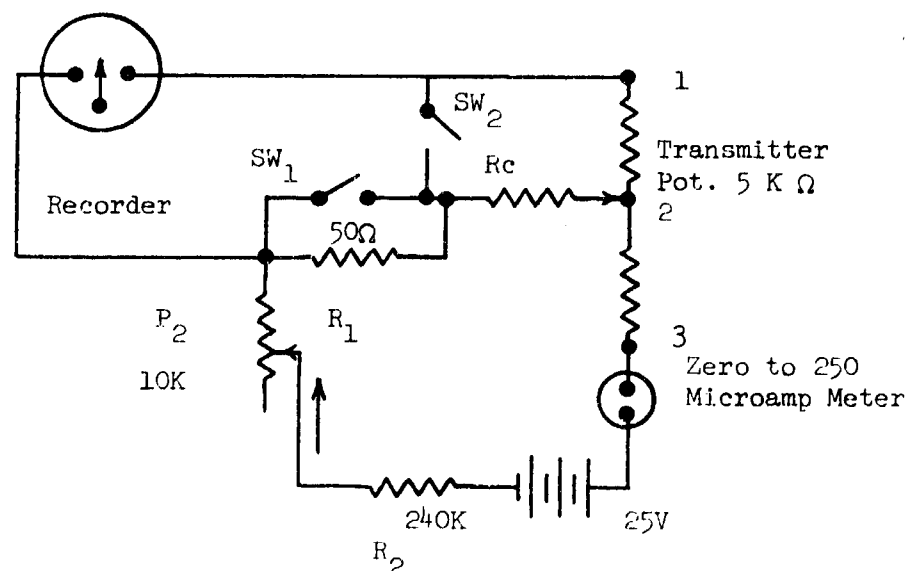 1
SW2
SW1
Rc
Transmitter
Pot. 5 K Ω
2
Recorder
50Ω
P2
R1
10K
3
Zero to 250
Microamp Meter
240K
25V
R2